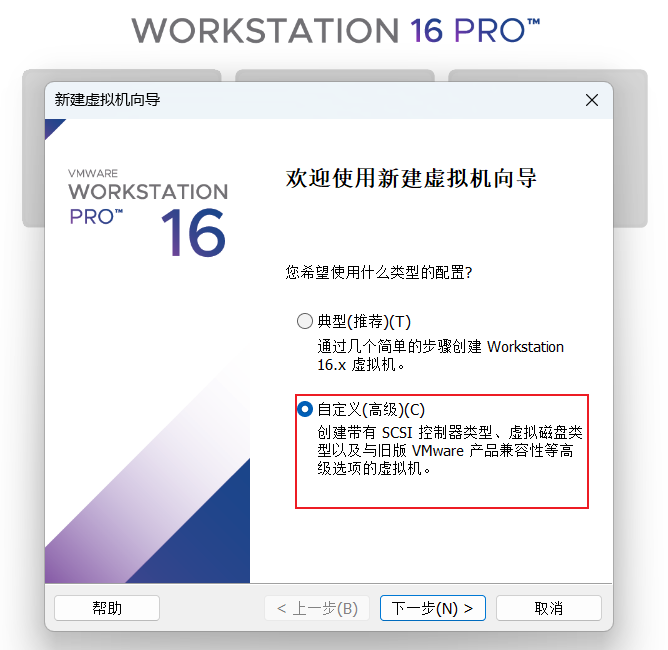 WORKSTATION 16 PRO™
新建虚拟机向导
VMWARE
WORKSTATION
PRO™ 16
欢迎使用新建虚拟机向导
您希望使用什么类型的配置?
典型(推荐)(T)
通过几个简单的步骤创建 Workstation
16.x 虚拟机。
自定义(高级)(C)
创建带有 SCSI 控制器类型、虚拟磁盘类
型以及与旧版 VMware 产品兼容性等高
级选项的虚拟机。
帮助
< 上一步(B)
下一步(N) >
取消